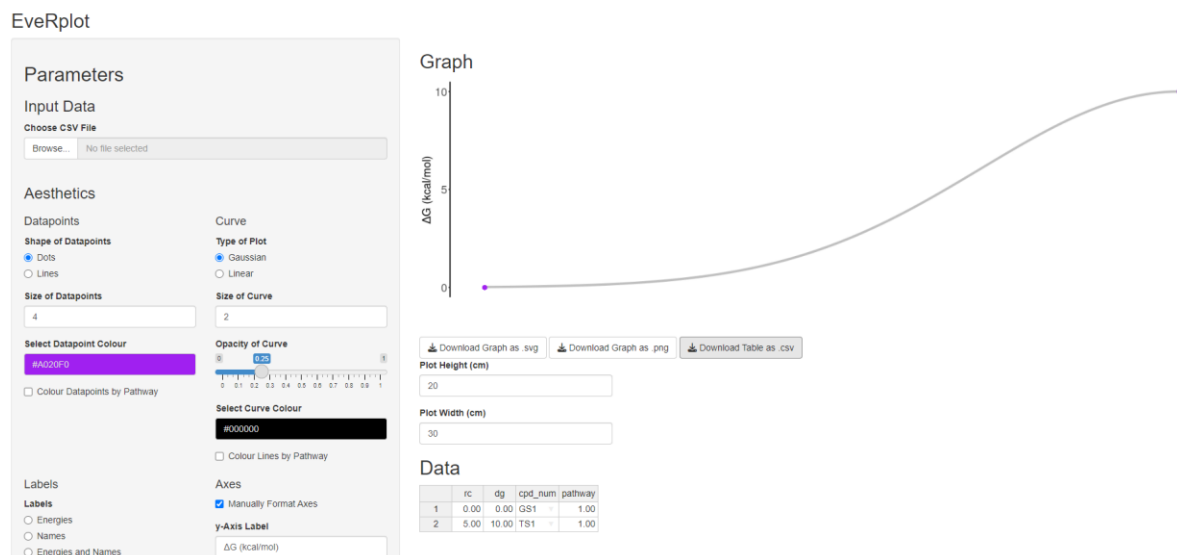 EveRplot
Parameters
Input Data
Choose CSV File
Browse... No file selected
Aesthetics
Datapoints
Shape of Datapoints
Dots
Lines
Size of Datapoints
4
Select Datapoint Colour
#A020F0
Colour Datapoints by Pathway
Curve
Type of Plot
Gaussian
Linear
Size of Curve
2
Opacity of Curve
0 0.25 1
0 0.1 0.2 0.3 0.4 0.5 0.6 0.7 0.8 0.9 1
Select Curve Colour
#000000
Colour Lines by Pathway
Labels
Labels
Energies
Names
Energies and Names
Axes
Manually Format Axes
y-Axis Label
ΔG (kcal/mol)
Graph
10
5
0
ΔG (kcal/mol)
Download Graph as .svg Download Graph as .png Download Table as .csv
Plot Height (cm)
20
Plot Width (cm)
30
Data
rc dg cpd_num pathway
1 0.00 0.00 GS1 1.00
2 5.00 10.00 TS1 1.00